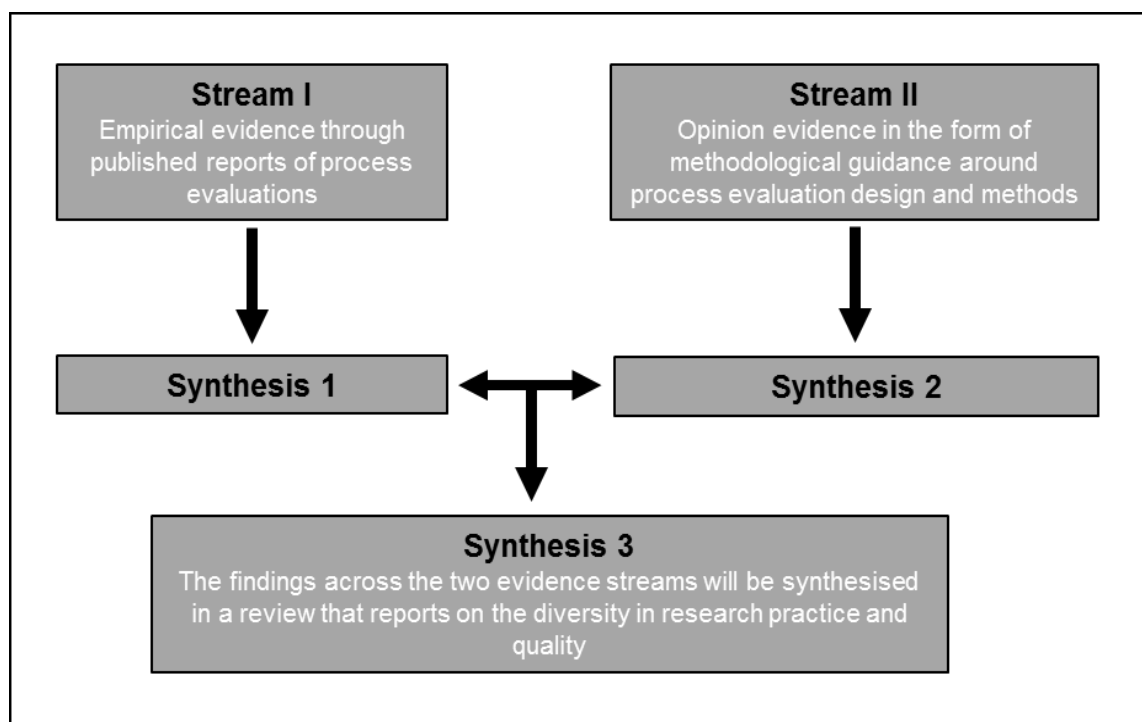 Stream I
Empirical evidence through
published reports of process
evaluations
Stream II
Opinion evidence in the form of
methodological guidance around
process evaluation design and methods
Synthesis 1
Synthesis 2
Synthesis 3
The findings across the two evidence streams will be synthesised
in a review that reports on the diversity in research practice and
quality